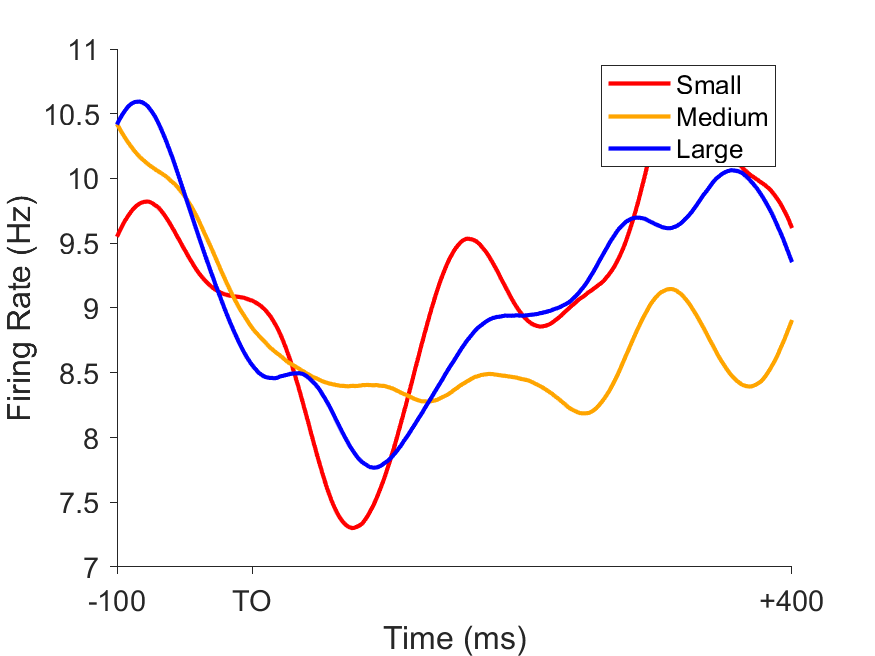 11
10.5
10
9.5
9
8.5
8
7.5
7
Firing Rate (Hz)
Small
Medium
Large
-100 TO +400
Time (ms)